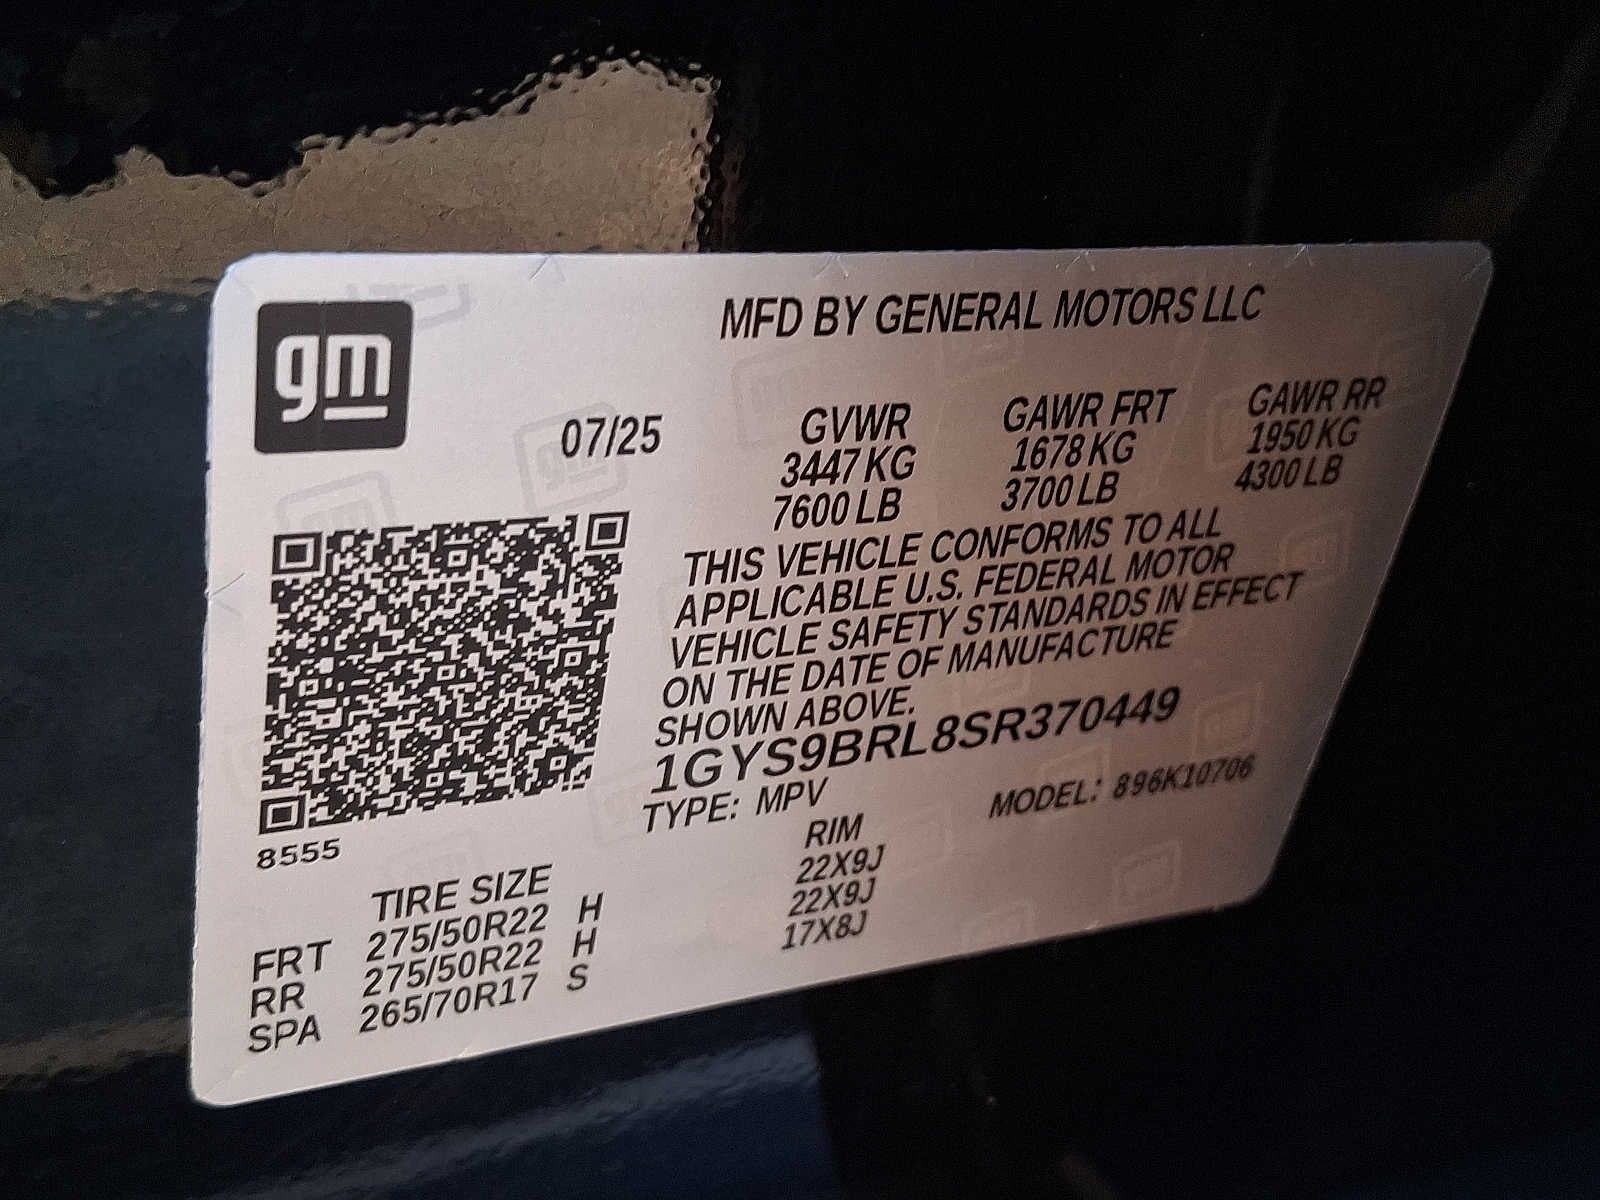 gm
MFD BY GENERAL MOTORS LLC
07/25
GVWR GAWR FRT GAWR RR
3447 KG 1678 KG 1950 KG
7600 LB 3700 LB 4300 LB
THIS VEHICLE CONFORMS TO ALL
APPLICABLE U.S. FEDERAL MOTOR
VEHICLE SAFETY STANDARDS IN EFFECT
ON THE DATE OF MANUFACTURE
SHOWN ABOVE.
1GYS9BRL8SR370449
TYPE: MPV MODEL: 896K10706
8555
TIRE SIZE RIM
FRT 275/50R22 H 22X9J
RR 275/50R22 H 22X9J
SPA 265/70R17 S 17X8J